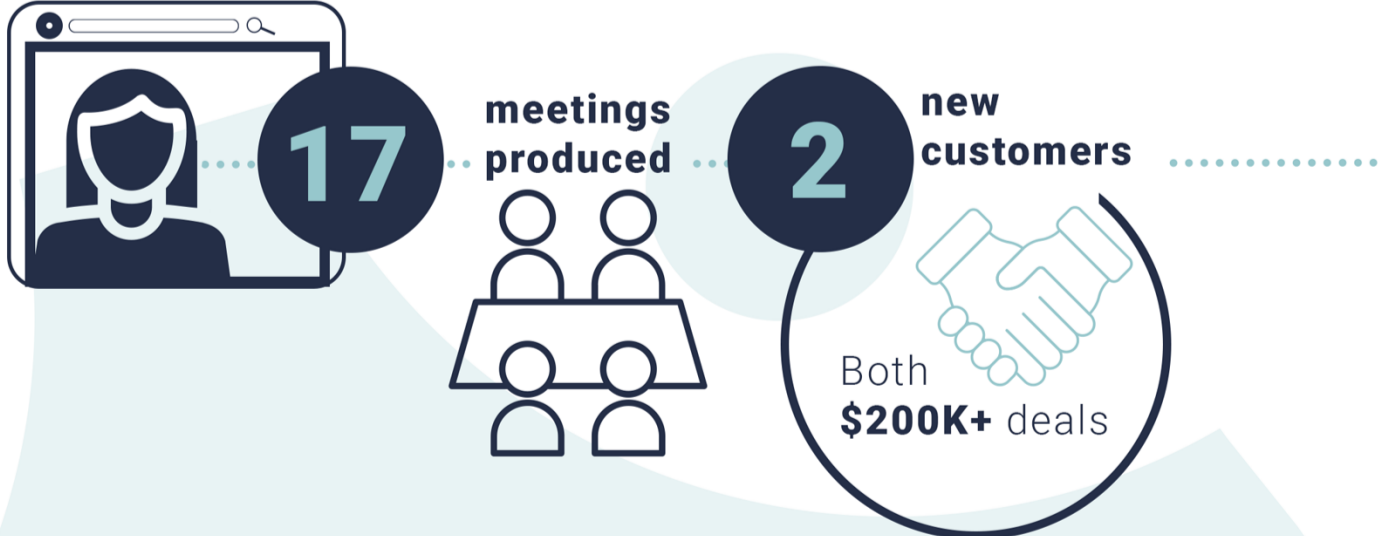 17
meetings
produced
2
new
customers
Both
$200K+ deals